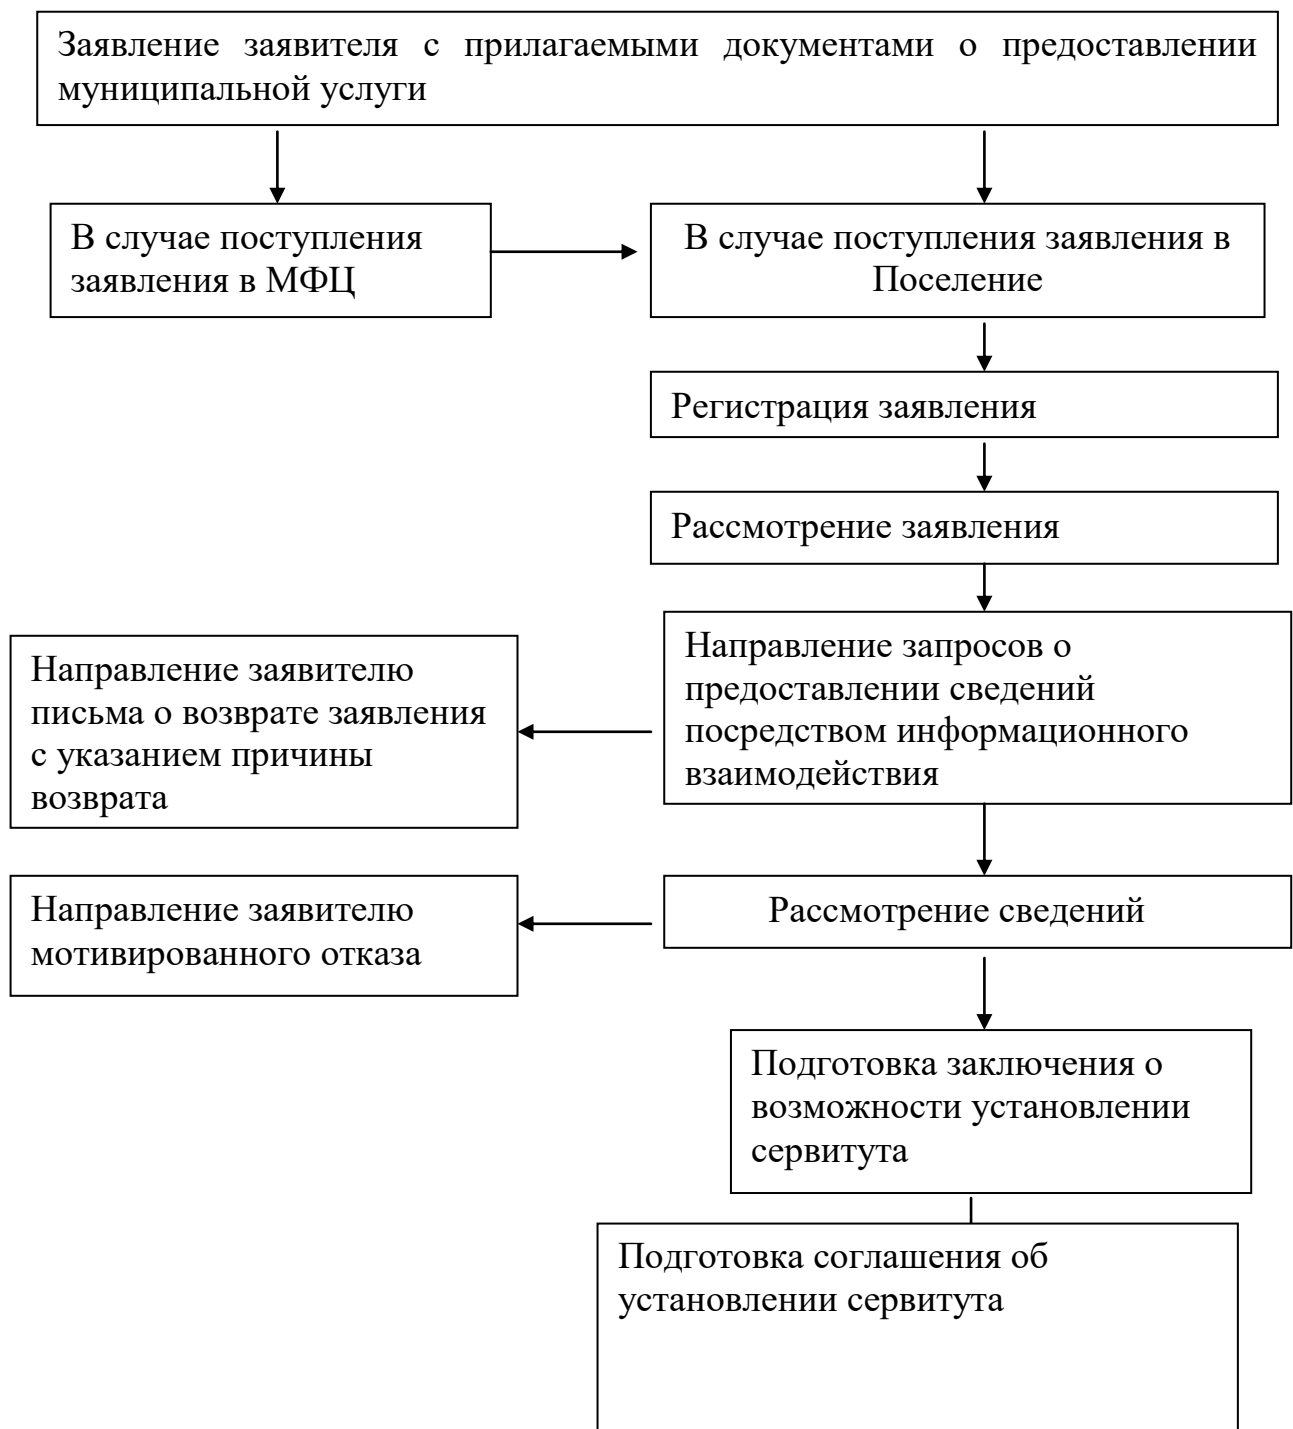 Заявление заявителя с прилагаемыми документами о предоставлении
муниципальной услуги
В случае поступления
заявления в МФЦ
В случае поступления заявления в
Поселение
Регистрация заявления
Рассмотрение заявления
Направление запросов о
предоставлении сведений
посредством информационного
взаимодействия
Направление заявителю
письма о возврате заявления
с указанием причины
возврата
Рассмотрение сведений
Направление заявителю
мотивированного отказа
Подготовка заключения о
возможности установлении
сервитута
Подготовка соглашения об
установлении сервитута